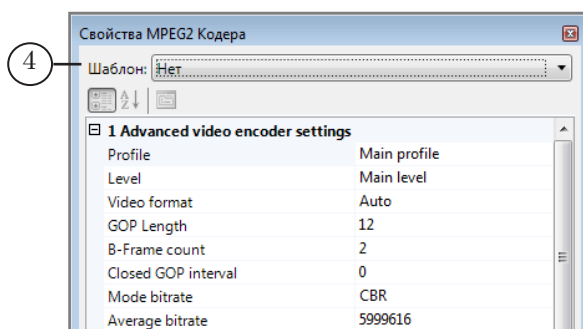 Свойства MPEG2 Кодера
4
Шаблон: Нет
1 Advanced video encoder settings
Profile Main profile
Level Main level
Video format Auto
GOP Length 12
B-Frame count 2
Closed GOP interval 0
Mode bitrate CBR
Average bitrate 5999616